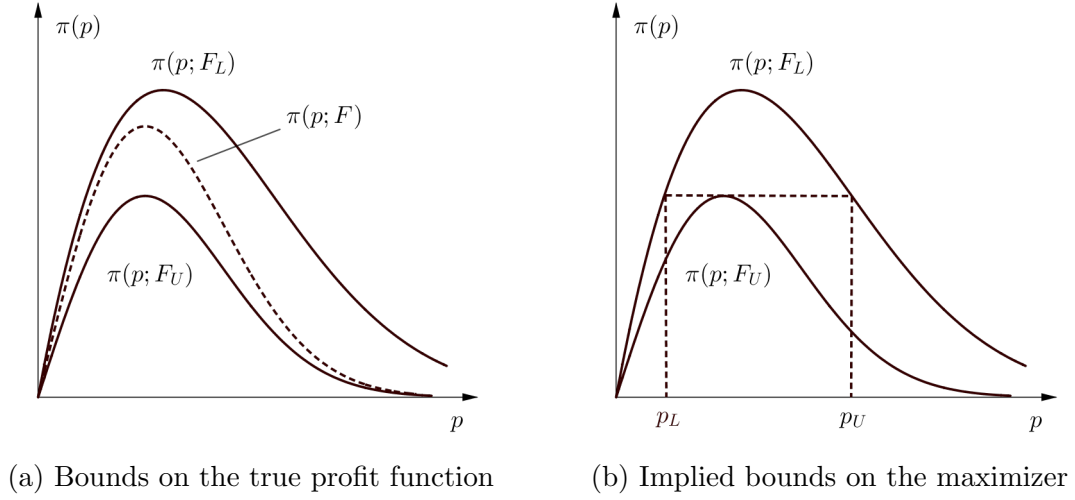 π(p)
π(p; F_L)
π(p; F)
π(p; F_U)
p
(a) Bounds on the true profit function
π(p)
π(p; F_L)
π(p; F_U)
p_L
p_U
p
(b) Implied bounds on the maximizer